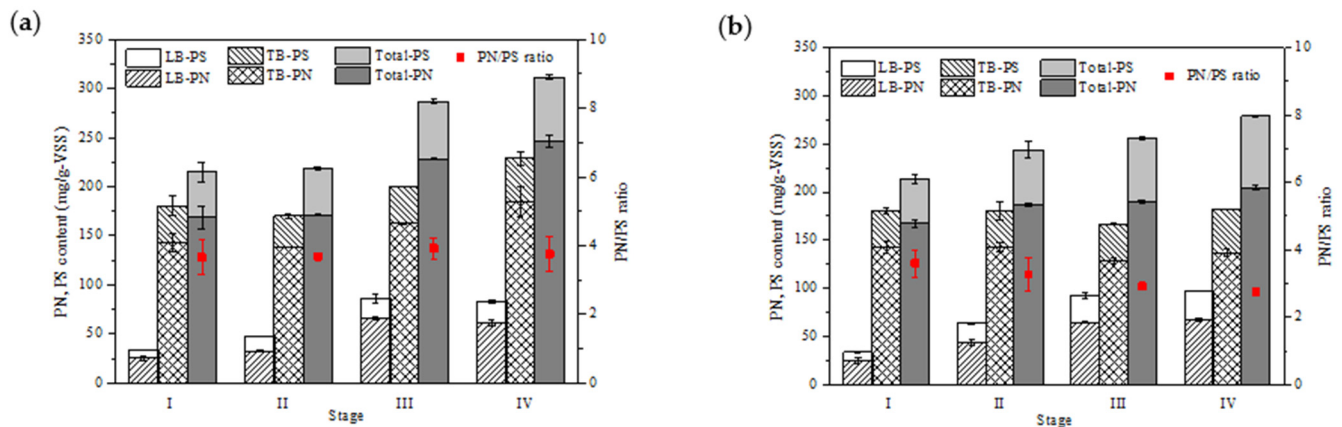 (a)
350
300
250
200
150
100
50
0
PN, PS content (mg/g-VSS)
LB-PS
TB-PS
Total-PS
PN/PS ratio
LB-PN
TB-PN
Total-PN
10
8
6
4
2
0
PN/PS ratio
I
II
III
IV
Stage
(b)
350
300
250
200
150
100
50
0
PN, PS content (mg/g-VSS)
LB-PS
TB-PS
Total-PS
PN/PS ratio
LB-PN
TB-PN
Total-PN
10
8
6
4
2
0
PN/PS ratio
I
II
III
IV
Stage